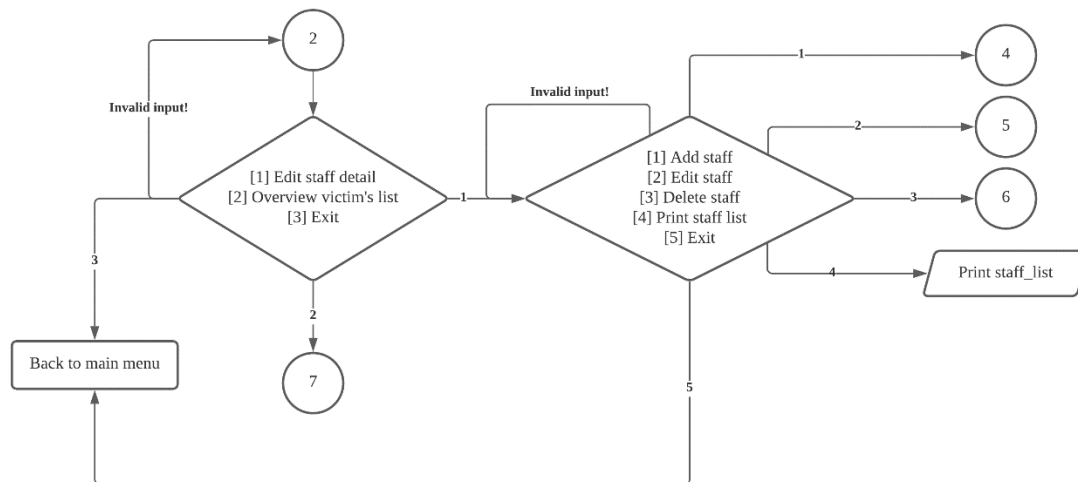 2
Invalid input!
[1] Edit staff detail
[2] Overview victim's list
[3] Exit
3
Back to main menu
2
7
1
Invalid input!
[1] Add staff
[2] Edit staff
[3] Delete staff
[4] Print staff list
[5] Exit
1
4
2
5
3
6
4
Print staff_list
5